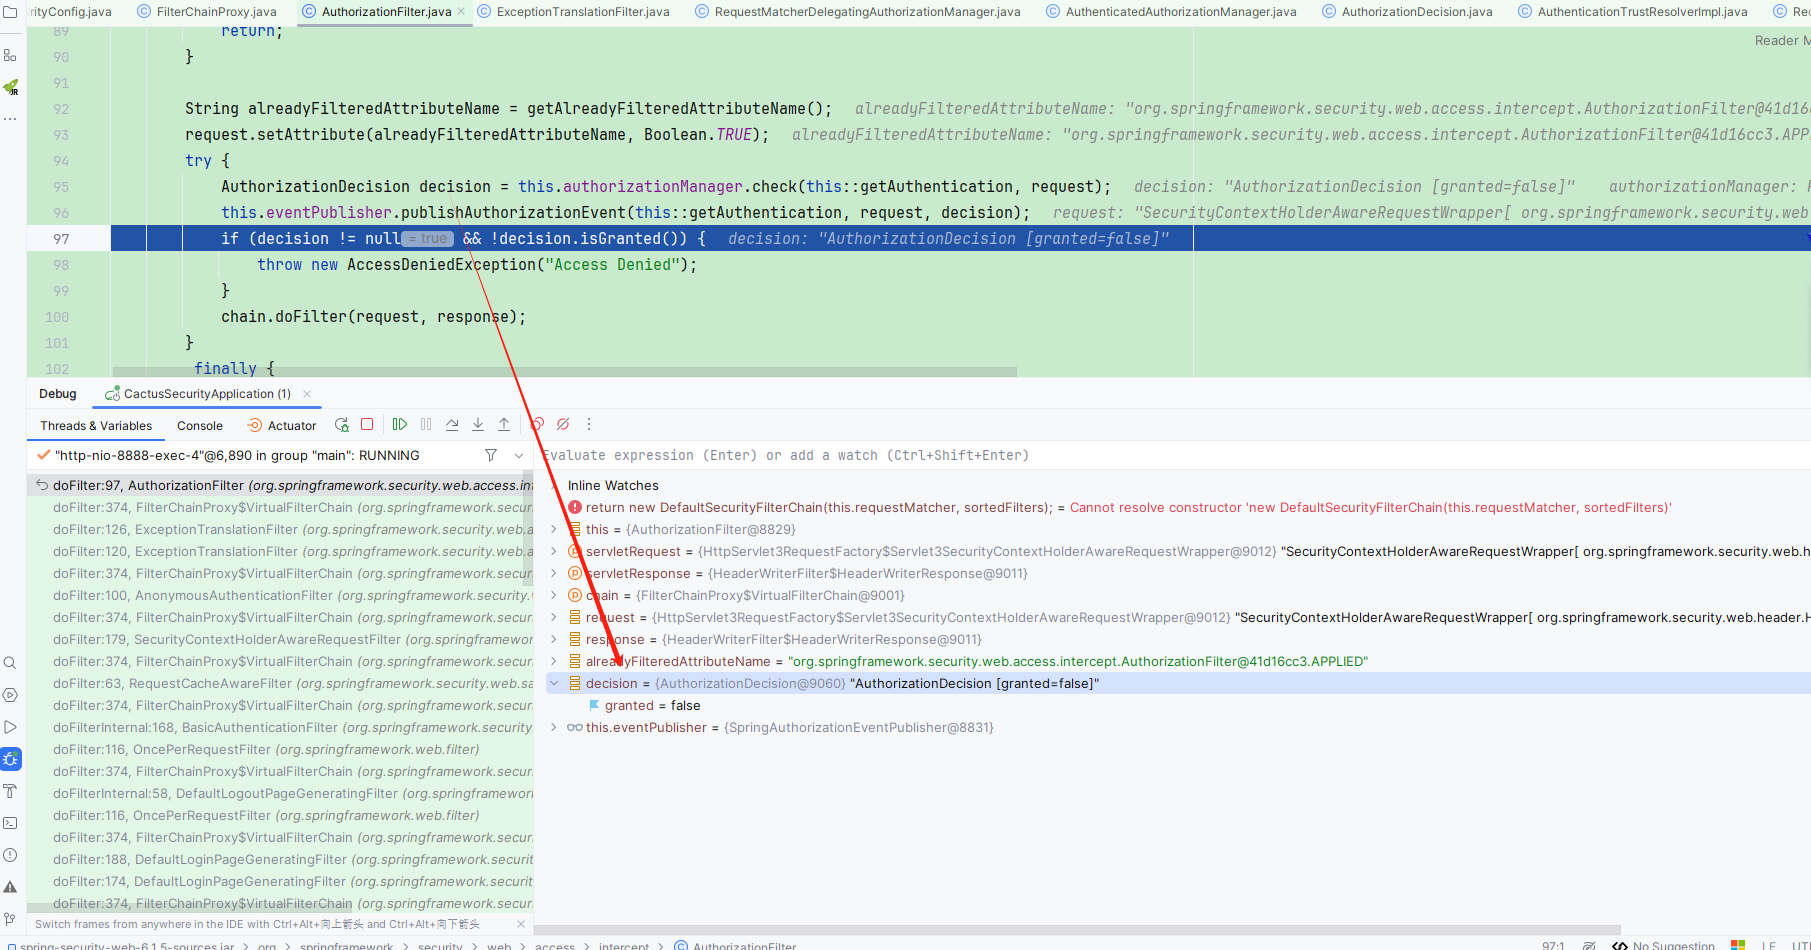 rityConfig.java FilterChainProxy.java AuthorizationFilter.java ExceptionTranslationFilter.java RequestMatcherDelegatingAuthorizationManager.java AuthenticatedAuthorizationManager.java AuthorizationDecision.java AuthenticationTrustResolverImpl.java
89 return;
Reader M
90 }
91
92 String alreadyFilteredAttributeName = getAlreadyFilteredAttributeName(); alreadyFilteredAttributeName: "org.springframework.security.web.access.intercept.AuthorizationFilter@41d16c
93 request.setAttribute(alreadyFilteredAttributeName, Boolean.TRUE); alreadyFilteredAttributeName: "org.springframework.security.web.access.intercept.AuthorizationFilter@41d16cc3.APPL
94 try {
95 AuthorizationDecision decision = this.authorizationManager.check(this::getAuthentication, request); decision: "AuthorizationDecision [granted=false]" authorizationManager:
96 this.eventPublisher.publishAuthorizationEvent(this::getAuthentication, request, decision); request: "SecurityContextHolderAwareRequestWrapper[ org.springframework.security.web
97 if (decision != null = true && !decision.isGranted()) { decision: "AuthorizationDecision [granted=false]"
98 throw new AccessDeniedException("Access Denied");
99 }
100 chain.doFilter(request, response);
101 }
102 finally {
Debug CactusSecurityApplication (1)
Threads & Variables Console Actuator
"http-nio-8888-exec-4"@6,890 in group "main": RUNNING
Evaluate expression (Enter) or add a watch (Ctrl+Shift+Enter)
doFilter:97, AuthorizationFilter (org.springframework.security.web.access.int
doFilter:374, FilterChainProxy$VirtualFilterChain (org.springframework.secur
doFilter:126, ExceptionTranslationFilter (org.springframework.security.web.a
doFilter:120, ExceptionTranslationFilter (org.springframework.security.web.a
doFilter:374, FilterChainProxy$VirtualFilterChain (org.springframework.secur
doFilter:100, AnonymousAuthenticationFilter (org.springframework.security.
doFilter:374, FilterChainProxy$VirtualFilterChain (org.springframework.secur
doFilter:179, SecurityContextHolderAwareRequestFilter (org.springframewor
doFilter:374, FilterChainProxy$VirtualFilterChain (org.springframework.secur
doFilter:63, RequestCacheAwareFilter (org.springframework.security.web.sa
doFilter:374, FilterChainProxy$VirtualFilterChain (org.springframework.secur
doFilterInternal:168, BasicAuthenticationFilter (org.springframework.security
doFilter:116, OncePerRequestFilter (org.springframework.web.filter)
doFilter:374, FilterChainProxy$VirtualFilterChain (org.springframework.secur
doFilterInternal:58, DefaultLogoutPageGeneratingFilter (org.springframewor
doFilter:116, OncePerRequestFilter (org.springframework.web.filter)
doFilter:374, FilterChainProxy$VirtualFilterChain (org.springframework.secur
doFilter:188, DefaultLoginPageGeneratingFilter (org.springframework.securit
doFilter:174, DefaultLoginPageGeneratingFilter (org.springframework.securit
doFilter:374, FilterChainProxy$VirtualFilterChain (org.springframework.secur
Switch frames from anywhere in the IDE with Ctrl+Alt+向上箭头 and Ctrl+Alt+向下箭头
Inline Watches
return new DefaultSecurityFilterChain(this.requestMatcher, sortedFilters); = Cannot resolve constructor 'new DefaultSecurityFilterChain(this.requestMatcher, sortedFilters)'
this = {AuthorizationFilter@8829}
servletRequest = {HttpServlet3RequestFactory$Servlet3SecurityContextHolderAwareRequestWrapper@9012} "SecurityContextHolderAwareRequestWrapper[ org.springframework.security.web.h
servletResponse = {HeaderWriterFilter$HeaderWriterResponse@9011}
chain = {FilterChainProxy$VirtualFilterChain@9001}
request = {HttpServlet3RequestFactory$Servlet3SecurityContextHolderAwareRequestWrapper@9012} "SecurityContextHolderAwareRequestWrapper[ org.springframework.security.web.header.H
response = {HeaderWriterFilter$HeaderWriterResponse@9011}
alreadyFilteredAttributeName = "org.springframework.security.web.access.intercept.AuthorizationFilter@41d16cc3.APPLIED"
decision = {AuthorizationDecision@9060} "AuthorizationDecision [granted=false]"
granted = false
this.eventPublisher = {SpringAuthorizationEventPublisher@8831}
spring-security-web-6.1.5-sources.jar > org > springframework > security > web > access > intercept > AuthorizationFilter 97:1 No Suggestion LF UTF